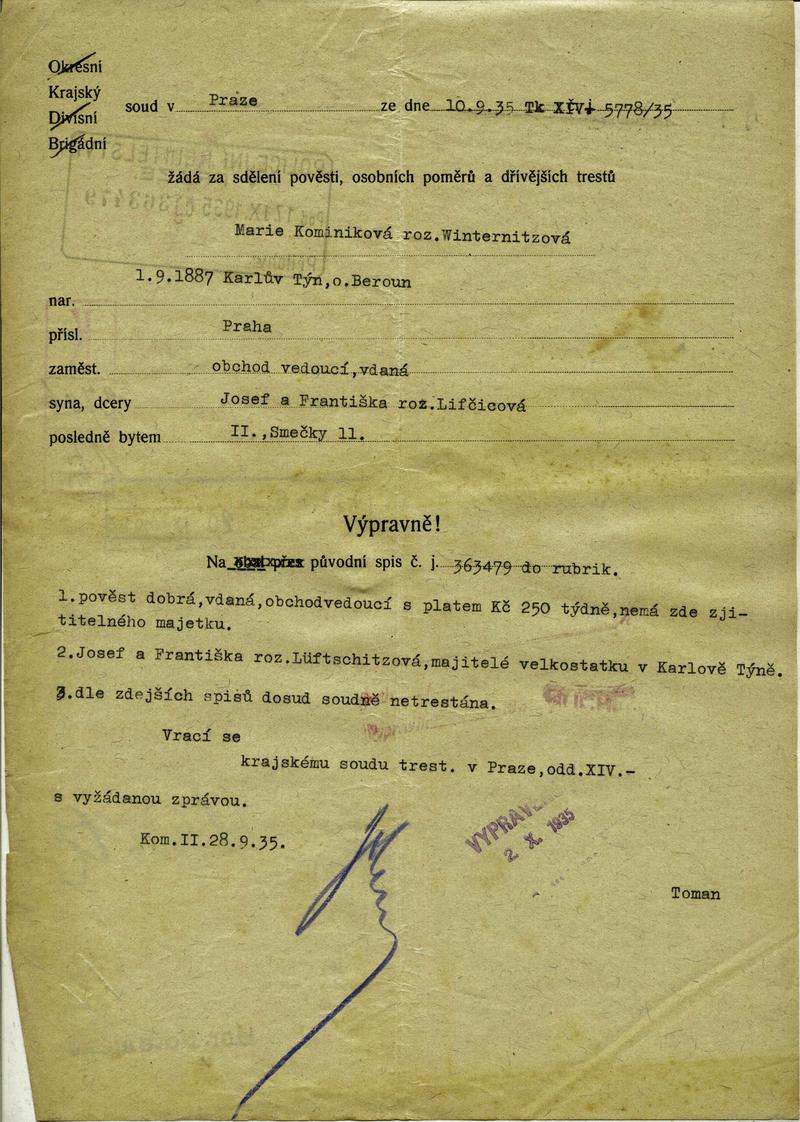 Okresní
Krajský
Divisní
Brigádní
soud v Praze ze dne 10.9.35 Tk XIV 5778/35
žádá za sdělení pověsti, osobních poměrů a dřívějších trestů
Marie Kominiková roz.Winternitzová
1.9.1887 Karlův Týn,o.Beroun
nar.
přísl. Praha
zaměst. obchod vedoucí,vdaná
syna, dcery Josef a Františka roz.Lifčicová
posledně bytem II.,Smečky 11.
Výpravně!
Na původní spis č. j. 363479 do rubrik.
1.pověst dobrá,vdaná,obchodvedoucí s platem Kč 250 týdně,nemá zde zji-
titelného majetku.
2.Josef a Františka roz.Lüftschitzová,majitelé velkostatku v Karlově Týně.
3.dle zdejších spisů dosud soudně netrestána.
Vrací se
krajskému soudu trest. v Praze,odd.XIV.-
s vyžádanou zprávou.
Kom.II.28.9.35.
VYPRAVENO
2. X. 1935
Toman